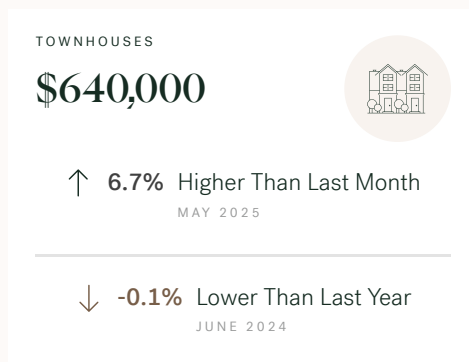 TOWNHOUSES
$640,000
↑ 6.7% Higher Than Last Month
MAY 2025
↓ -0.1% Lower Than Last Year
JUNE 2024